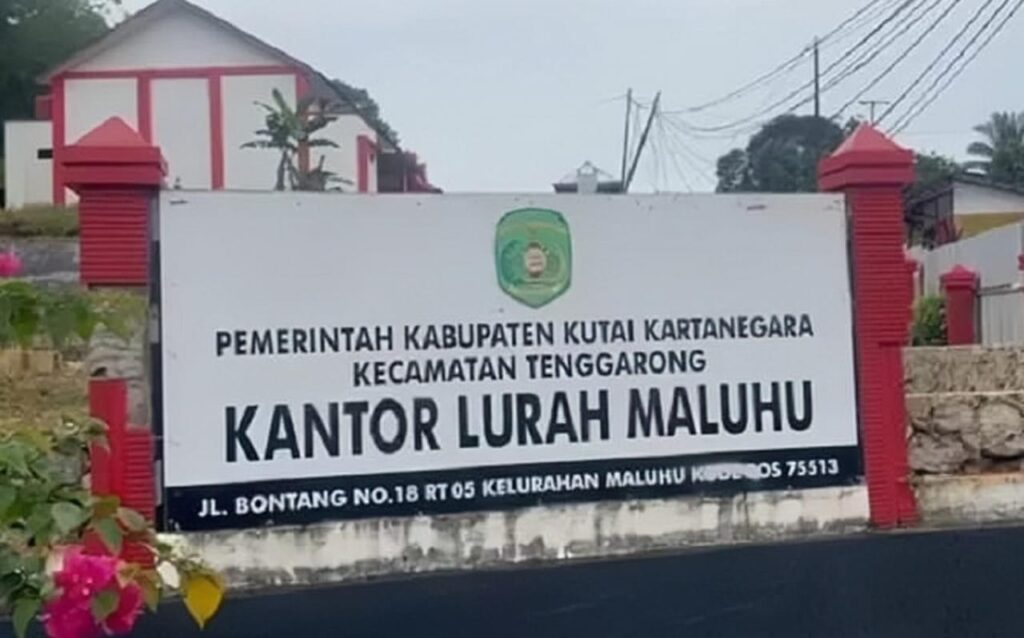 PEMERINTAH KABUPATEN KUTAI KARTANEGARA
KECAMATAN TENGGARONG
KANTOR LURAH MALUHU
JL. BONTANG NO.18 RT 05 KELURAHAN MALUHU 75513